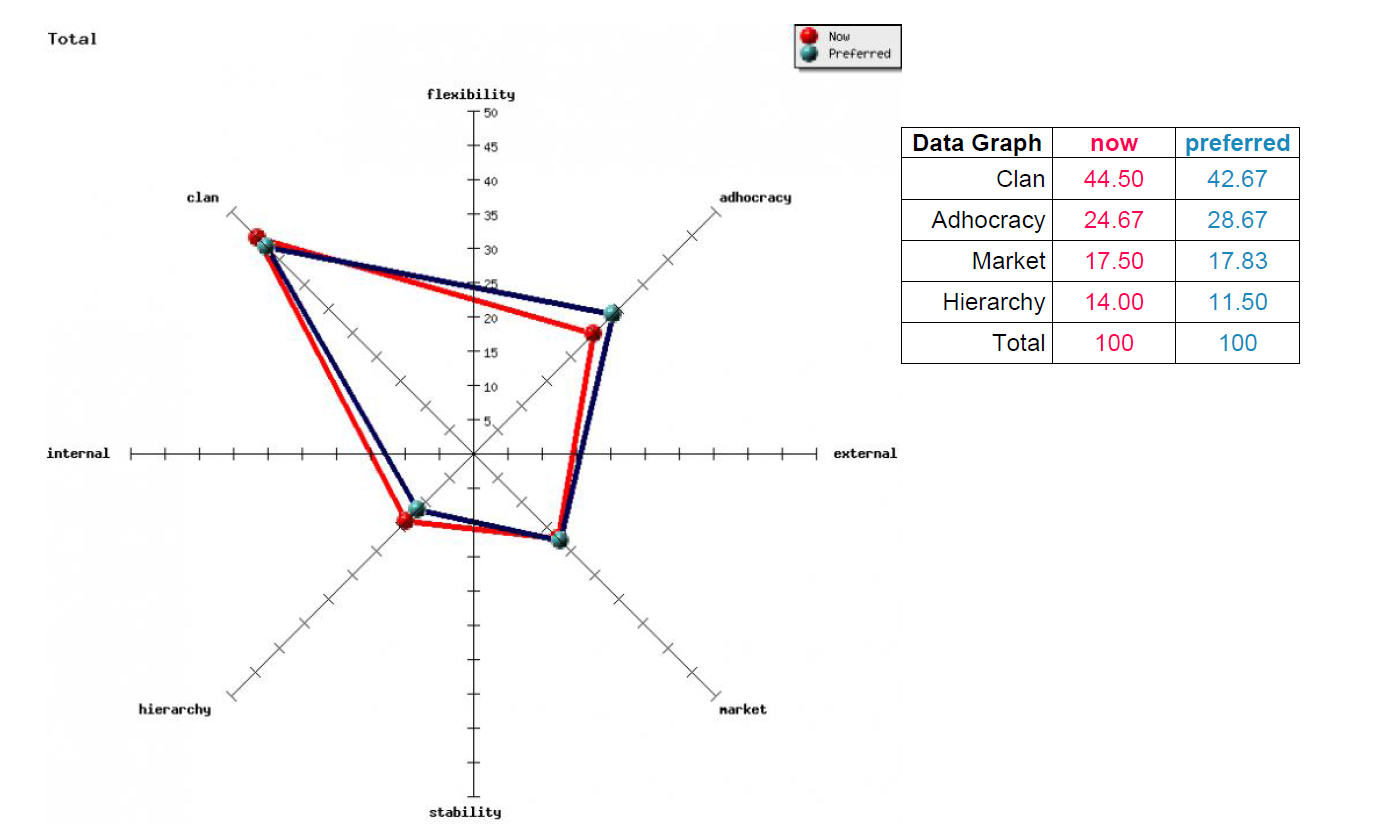 Total
Now
Preferred
flexibility
50
45
40
35
30
25
20
15
10
5
clan
adhocracy
internal
external
hierarchy
market
stability
Data Graph now preferred
Clan 44.50 42.67
Adhocracy 24.67 28.67
Market 17.50 17.83
Hierarchy 14.00 11.50
Total 100 100